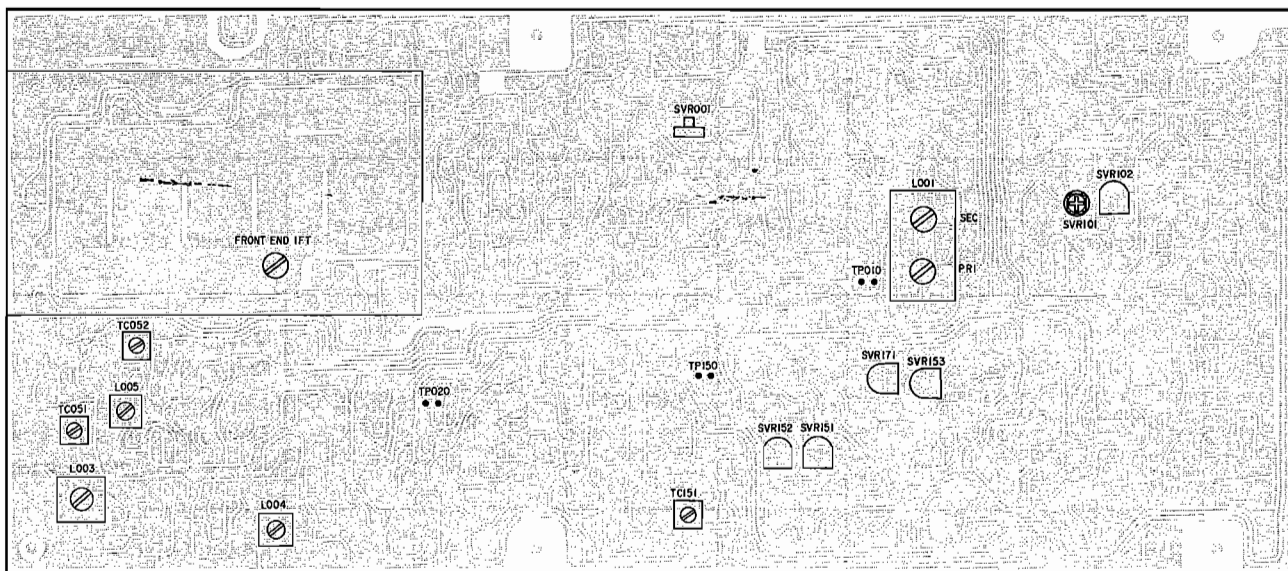 SVR001
L001
SVR102
SEC
SVR101
FRONT END IFT
PRI
TP010
TC052
SVR171
SVR153
TP150
L005
TP020
TC051
SVR152
SVR151
L003
TC151
L004